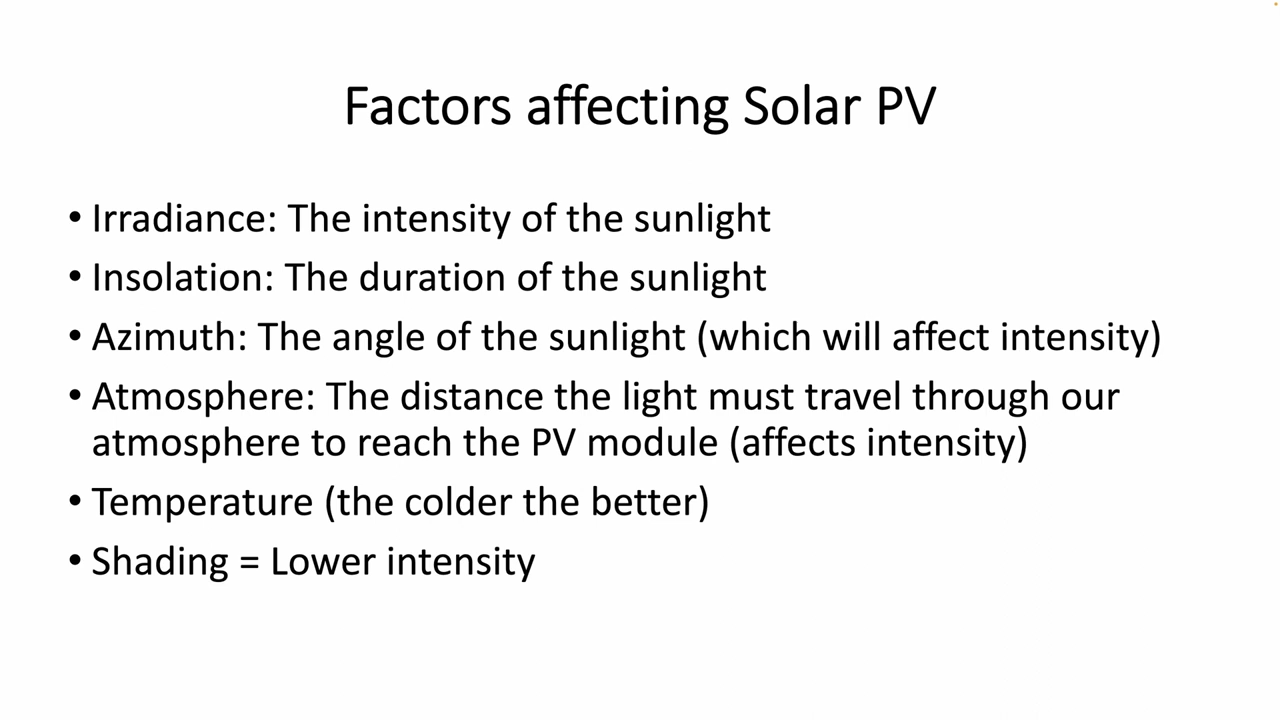 Factors affecting Solar PV
• Irradiance: The intensity of the sunlight
• Insolation: The duration of the sunlight
• Azimuth: The angle of the sunlight (which will affect intensity)
• Atmosphere: The distance the light must travel through our
atmosphere to reach the PV module (affects intensity)
• Temperature (the colder the better)
• Shading = Lower intensity